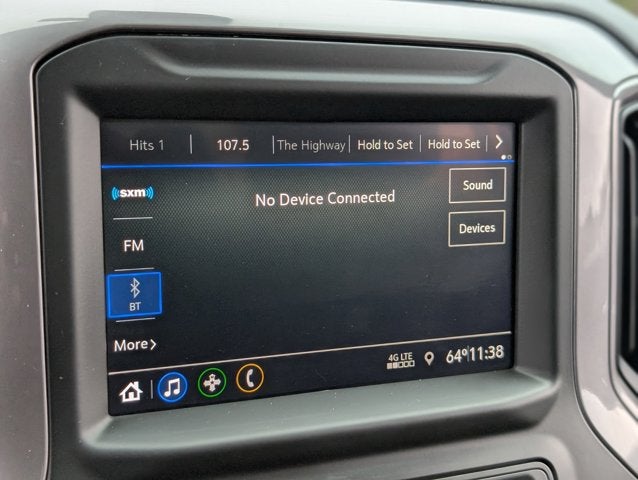 Hits 1 107.5 The Highway Hold to Set Hold to Set
sxm
No Device Connected
Sound
FM
Devices
BT
More
4G LTE
64° 11:38